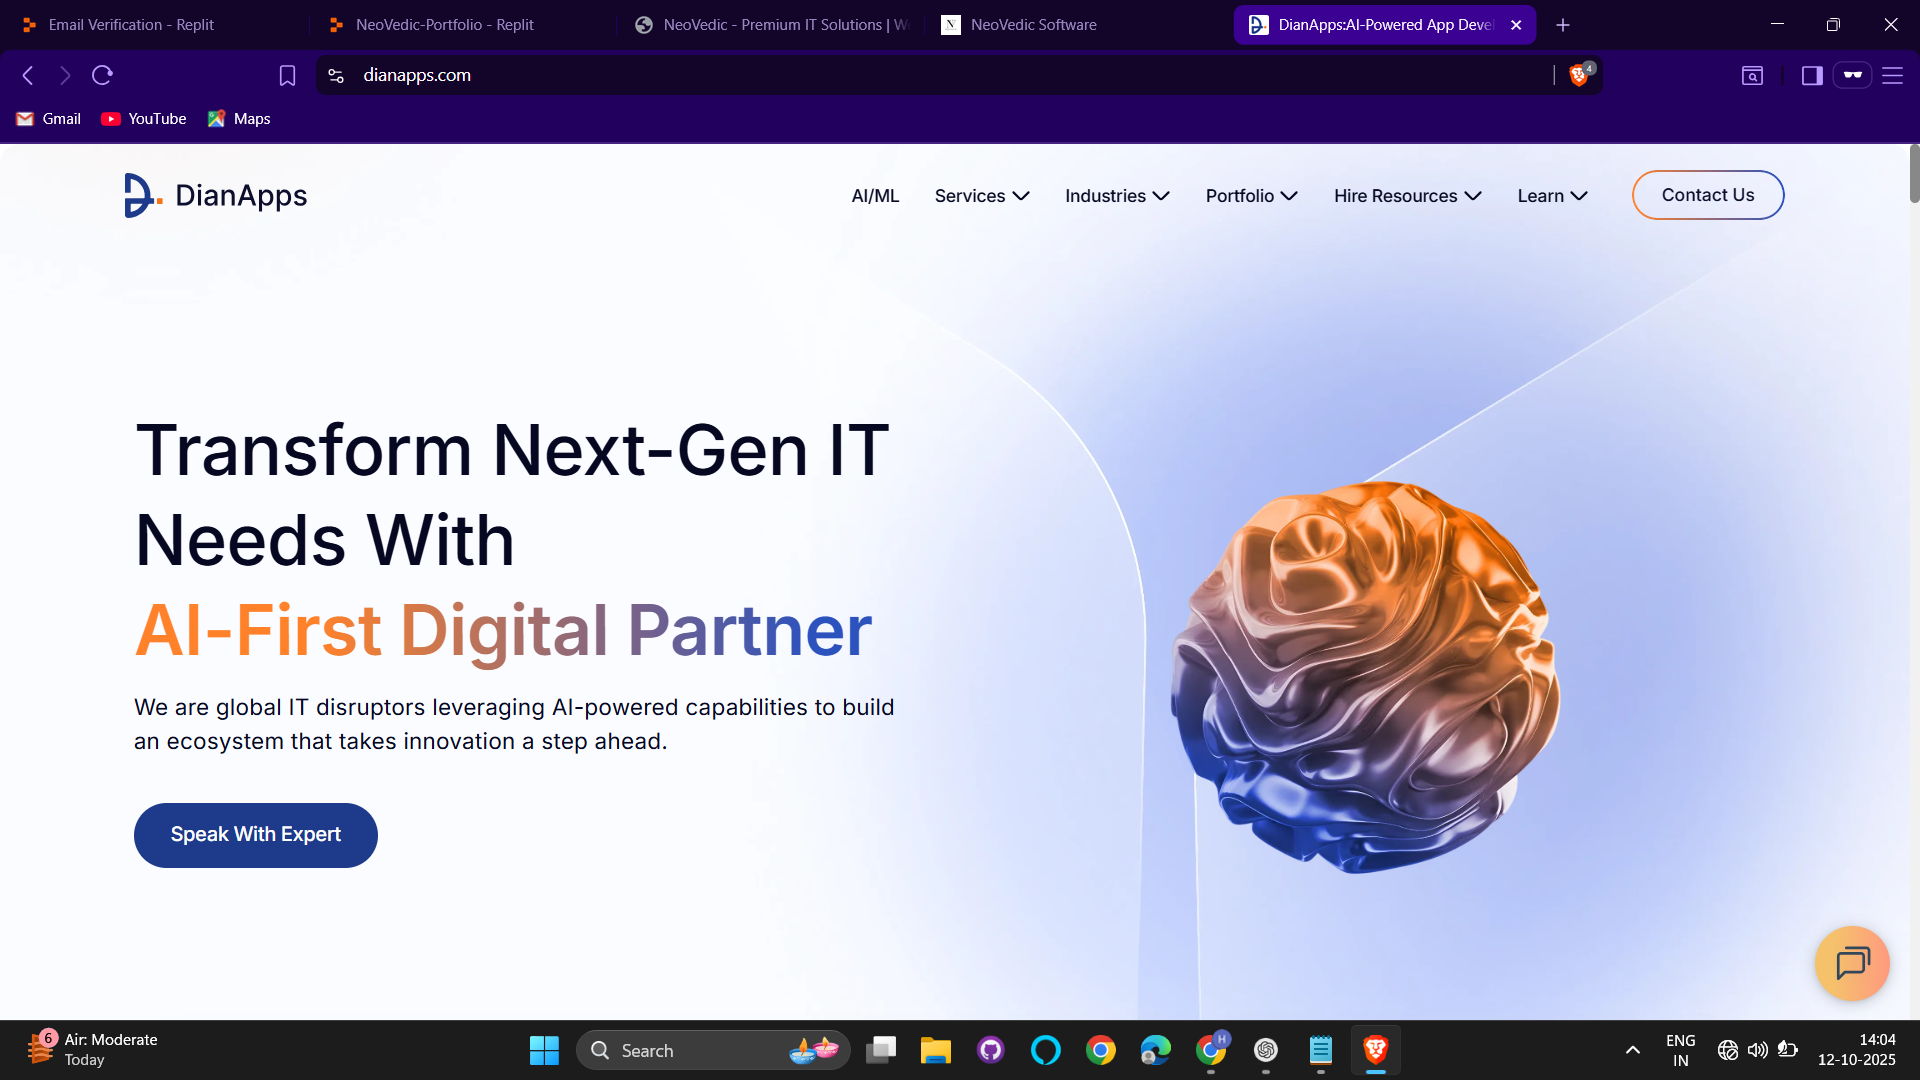 Email Verification - Replit
NeoVedic-Portfolio - Replit
NeoVedic - Premium IT Solutions | W
NeoVedic Software
DianApps:AI-Powered App Deve
dianapps.com
4
Gmail
YouTube
Maps
DianApps
AI/ML
Services
Industries
Portfolio
Hire Resources
Learn
Contact Us
Transform Next-Gen IT
Needs With
AI-First Digital Partner
We are global IT disruptors leveraging AI-powered capabilities to build
an ecosystem that takes innovation a step ahead.
Speak With Expert
6
Air: Moderate
Today
Search
H
ENG
IN
14:04
12-10-2025